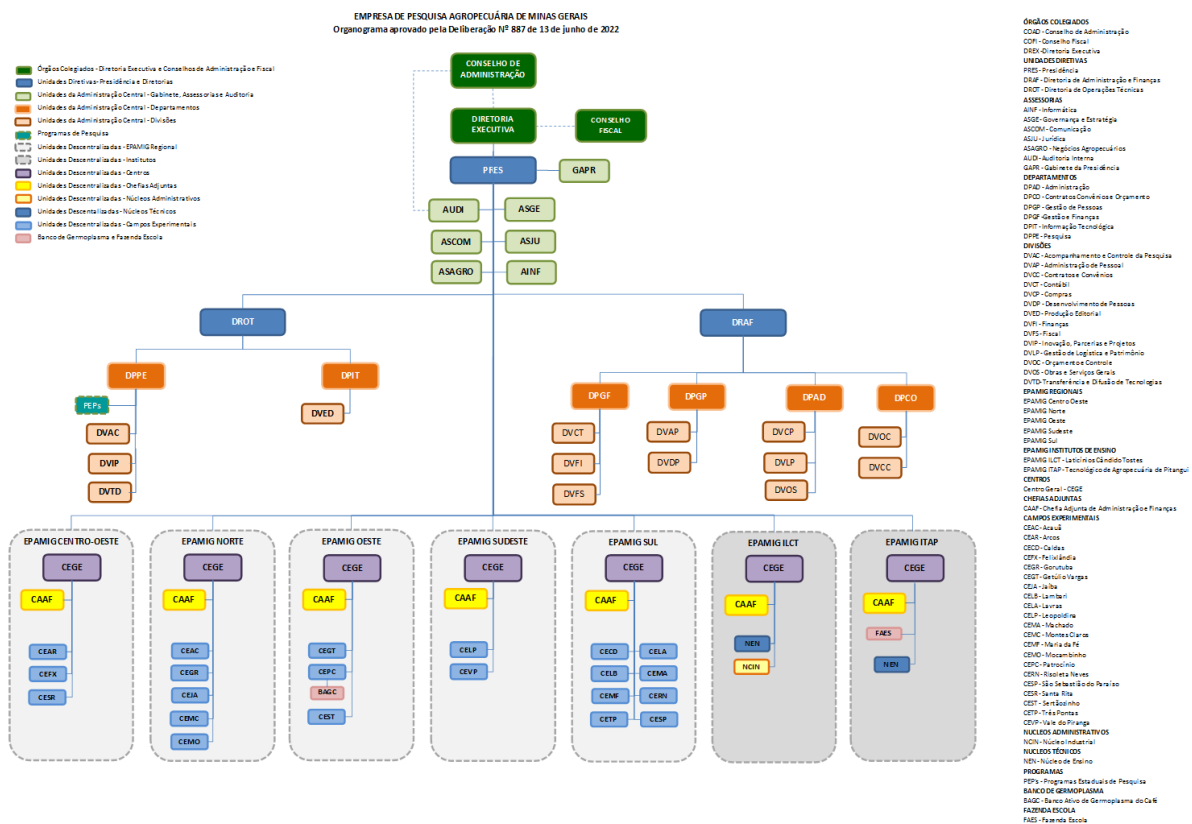 EMPRESA DE PESQUISA AGROPECUÁRIA DE MINAS GERAIS
Organograma aprovado pela Deliberação Nº 887 de 13 de junho de 2022
Órgãos Colegiados - Diretoria Executiva e Conselhos de Administração e Fiscal
Unidades Diretivas- Presidência e Diretorias
Unidades da Administração Central - Gabinete, Assessorias e Auditoria
Unidades da Administração Central - Departamentos
Unidades da Administração Central - Divisões
Programas de Pesquisa
Unidades Descentralizadas - EPAMIG Regional
Unidades Descentralizadas - Institutos
Unidades Descentralizadas - Centros
Unidades Descentralizadas - Chefias Adjuntas
Unidades Descentralizadas - Núcleos Administrativos
Unidades Descentalizadas - Núcleos Técnicos
Unidades Descentralizadas - Campos Experimentais
Banco de Germoplasma e Fazenda Escola
CONSELHO DE
ADMINISTRAÇÃO
DIRETORIA
EXECUTIVA
CONSELHO
FISCAL
PFES
GAPR
AUDI
ASGE
ASCOM
ASJU
ASAGRO
AINF
DROT
DRAF
DPPE
DPIT
PEPs
DVAC
DVIP
DVTD
DVED
DPGF
DPGP
DPAD
DPCO
DVCT
DVAP
DVCP
DVOC
DVFI
DVDP
DVLP
DVCC
DVFS
DVOS
EPAMIG CENTRO-OESTE
CEGE
CAAF
CEAR
CEFX
CESR
EPAMIG NORTE
CEGE
CAAF
CEAC
CEGR
CEJA
CEMC
CEMO
EPAMIG OESTE
CEGE
CAAF
CEGT
CEPC
BAGC
CEST
EPAMIG SUDESTE
CEGE
CAAF
CELP
CEVP
EPAMIG SUL
CEGE
CAAF
CECD
CELA
CELB
CEMA
CEMF
CERN
CETP
CESP
EPAMIG ILCT
CEGE
CAAF
NEN
NCIN
EPAMIG ITAP
CEGE
CAAF
FAES
NEN
ÓRGÃOS COLEGIADOS
COAD - Conselho de Administração
COFI - Conselho Fiscal
DREX -Diretoria Executiva
UNIDADES DIRETIVAS
PRES - Presidência
DRAF - Diretoria de Administração e Finanças
DROT - Diretoria de Operações Técnicas
ASSESSORIAS
AINF - Informática
ASGE - Governança e Estratégia
ASCOM - Comunicação
ASJU - Jurídica
ASAGRO - Negócios Agropecuários
AUDI- Auditoria Interna
GAPR - Gabinete da Presidência
DEPARTAMENTOS
DPAD - Administração
DPCO - Contratos Convênios e Orçamento
DPGP - Gestão de Pessoas
DPGF -Gestão e Finanças
DPIT - Informação Tecnológica
DPPE - Pesquisa
DIVISÕES
DVAC - Acompanhamento e Controle da Pesquisa
DVAP - Administração de Pessoal
DVCC - Contratos e Convênios
DVCT - Contábil
DVCP - Compras
DVDP - Desenvolvimento de Pessoas
DVED - Produção Editorial
DVFI - Finanças
DVFS - Fiscal
DVIP - Inovação, Parcerias e Projetos
DVLP - Gestão de Logística e Patrimônio
DVOC - Orçamento e Controle
DVOS - Obras e Serviços Gerais
DVTD- Transferência e Difusão de Tecnologias
EPAMIG REGIONAIS
EPAMIG Centro Oeste
EPAMIG Norte
EPAMIG Oeste
EPAMIG Sudeste
EPAMIG Sul
EPAMIG INSTITUTOS DE ENSINO
EPAMIG ILCT - Laticínios Cândido Tostes
EPAMIG ITAP - Tecnológico de Agropecuária de Pitangui
CENTROS
Centro Geral - CEGE
CHEFIAS ADJUNTAS
CAAF - Chefia Adjunta de Administração e Finanças
CAMPOS EXPERIMENTAIS
CEAC - Acauã
CEAR - Arcos
CECD - Caldas
CEFX - Felixlândia
CEGR - Gorutuba
CEGT - Getúlio Vargas
CEJA - Jaíba
CELB - Lambari
CELA - Lavras
CELP - Leopoldina
CEMA - Machado
CEMC - Montes Claros
CEMF - Maria da Fé
CEMO - Mocambinho
CEPC - Patrocínio
CERN - Risoleta Neves
CESP - São Sebastião do Paraíso
CESR - Santa Rita
CEST - Sertãozinho
CETP - Três Pontas
CEVP - Vale do Piranga
NUCLEOS ADMINISTRATIVOS
NCIN - Núcleo Industrial
NUCLEOS TÉCNICOS
NEN - Núcleo de Ensino
PROGRAMAS
PEPs - Programas Estaduais de Pesquisa
BANCO DE GERMOPLASMA
BAGC - Banco Ativo de Germoplasma do Café
FAZENDA ESCOLA
FAES - Fazenda Escola